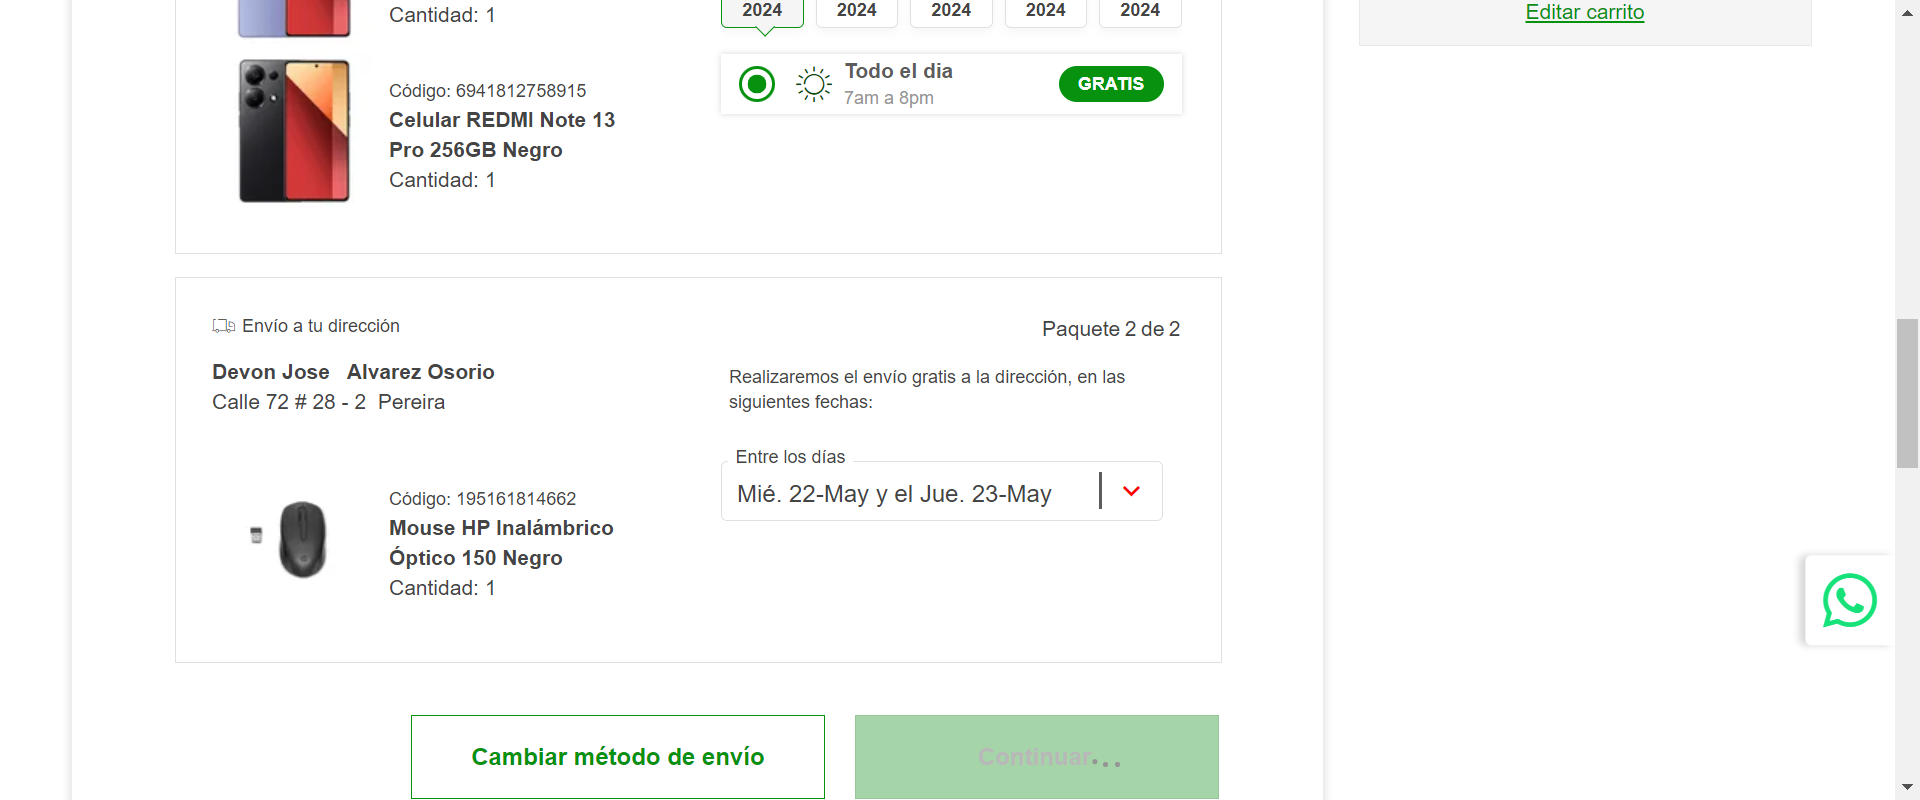 Cantidad: 1
2024
2024
2024
2024
2024
Editar carrito
Todo el dia
7am a 8pm
GRATIS
Código: 6941812758915
Celular REDMI Note 13
Pro 256GB Negro
Cantidad: 1
Envío a tu dirección
Paquete 2 de 2
Devon Jose Alvarez Osorio
Calle 72 # 28 - 2 Pereira
Realizaremos el envío gratis a la dirección, en las
siguientes fechas:
Entre los días
Mié. 22-May y el Jue. 23-May
Código: 195161814662
Mouse HP Inalámbrico
Óptico 150 Negro
Cantidad: 1
Cambiar método de envío
Continuar...